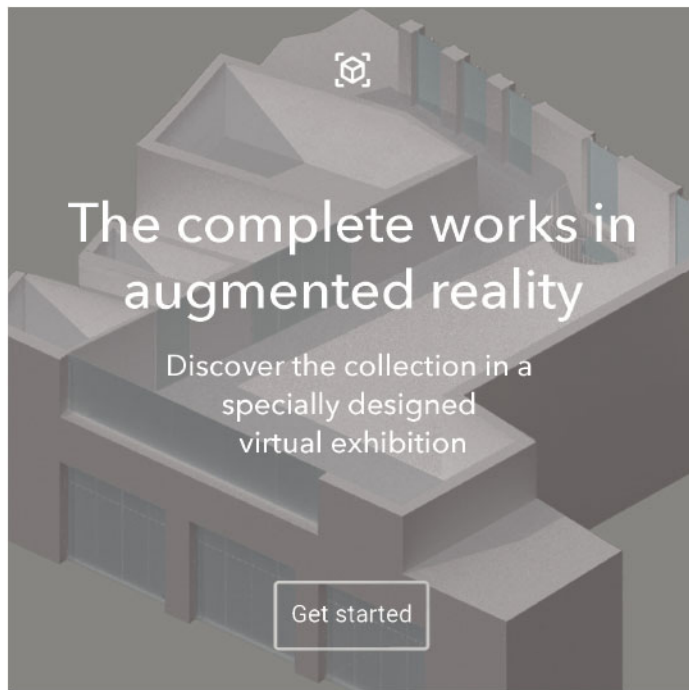 The complete works in
augmented reality
Discover the collection in a
specially designed
virtual exhibition
Get started